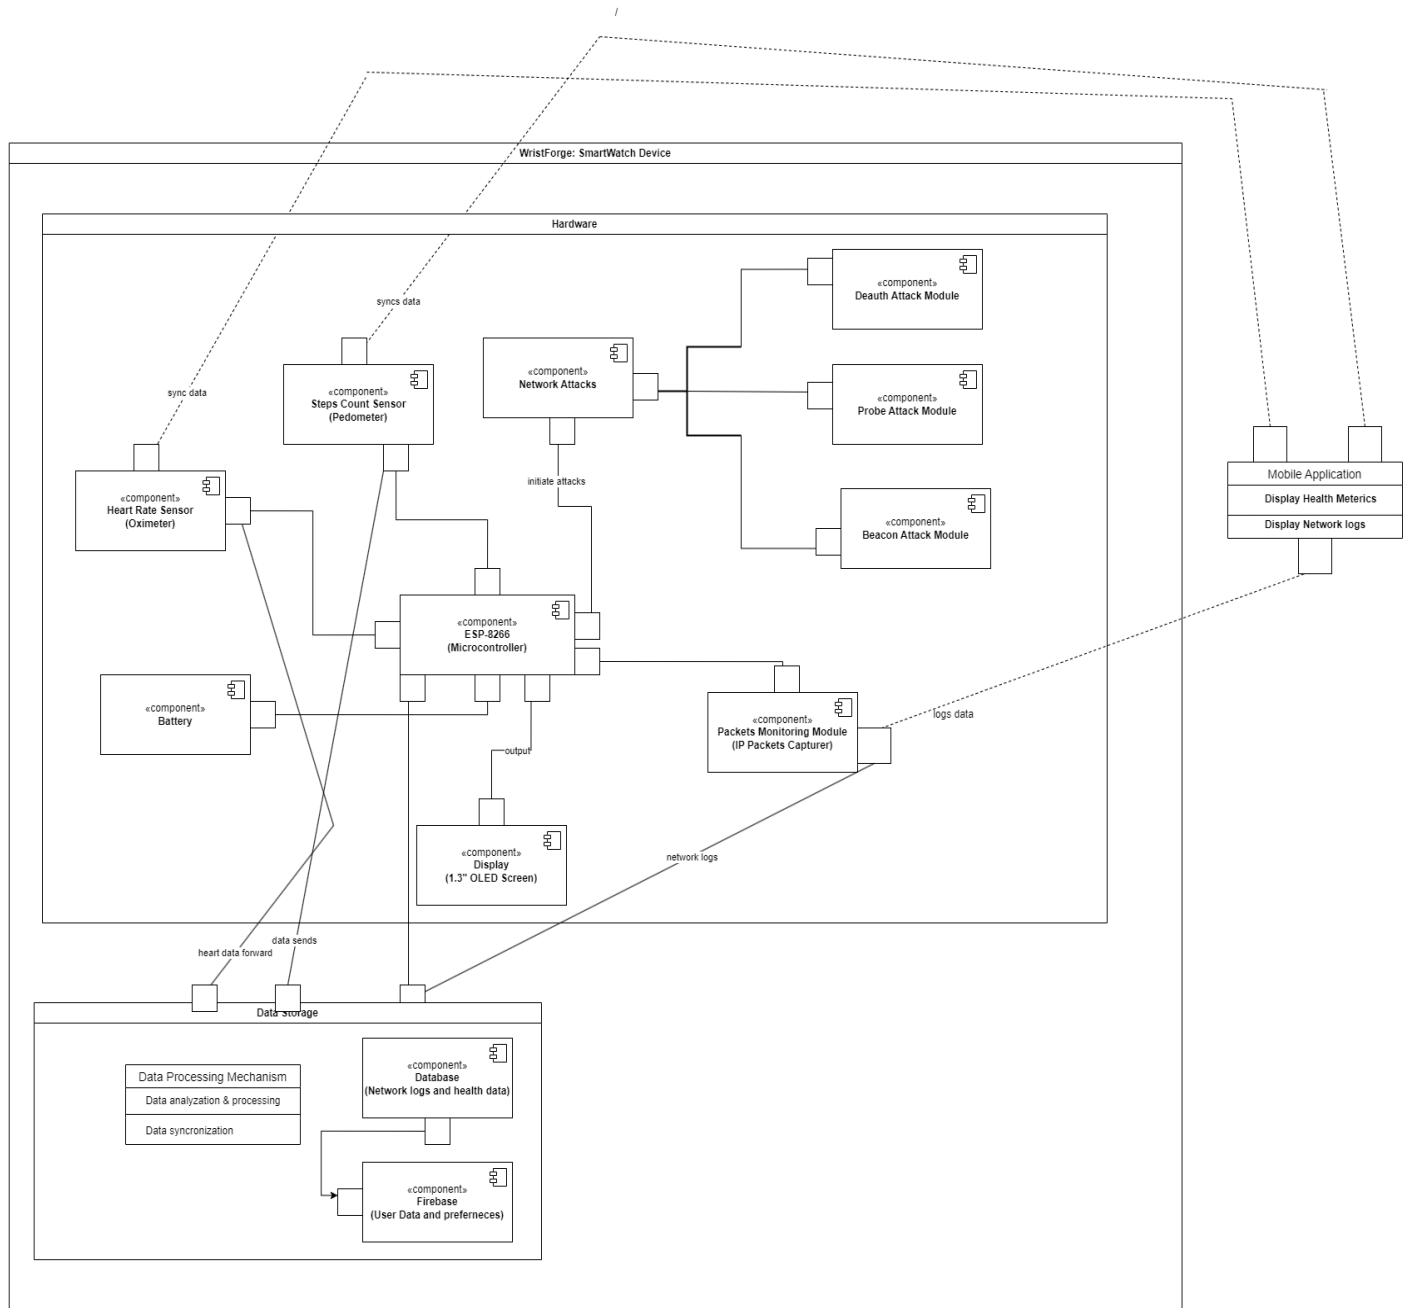 /
WristForge: SmartWatch Device
Hardware
«component»
Deauth Attack Module
syncs data
«component»
Network Attacks
«component»
Steps Count Sensor
(Pedometer)
«component»
Probe Attack Module
sync data
Mobile Application
Display Health Meterics
Display Network logs
initiate attacks
«component»
Heart Rate Sensor
(Oximeter)
«component»
Beacon Attack Module
«component»
ESP-8266
(Microcontroller)
«component»
Battery
logs data
«component»
Packets Monitoring Module
(IP Packets Capturer)
output
«component»
Display
(1.3" OLED Screen)
network logs
data sends
heart data forward
Data Storage
«component»
Database
(Network logs and health data)
Data Processing Mechanism
Data analyzation & processing
Data syncronization
«component»
Firebase
(User Data and preferneces)